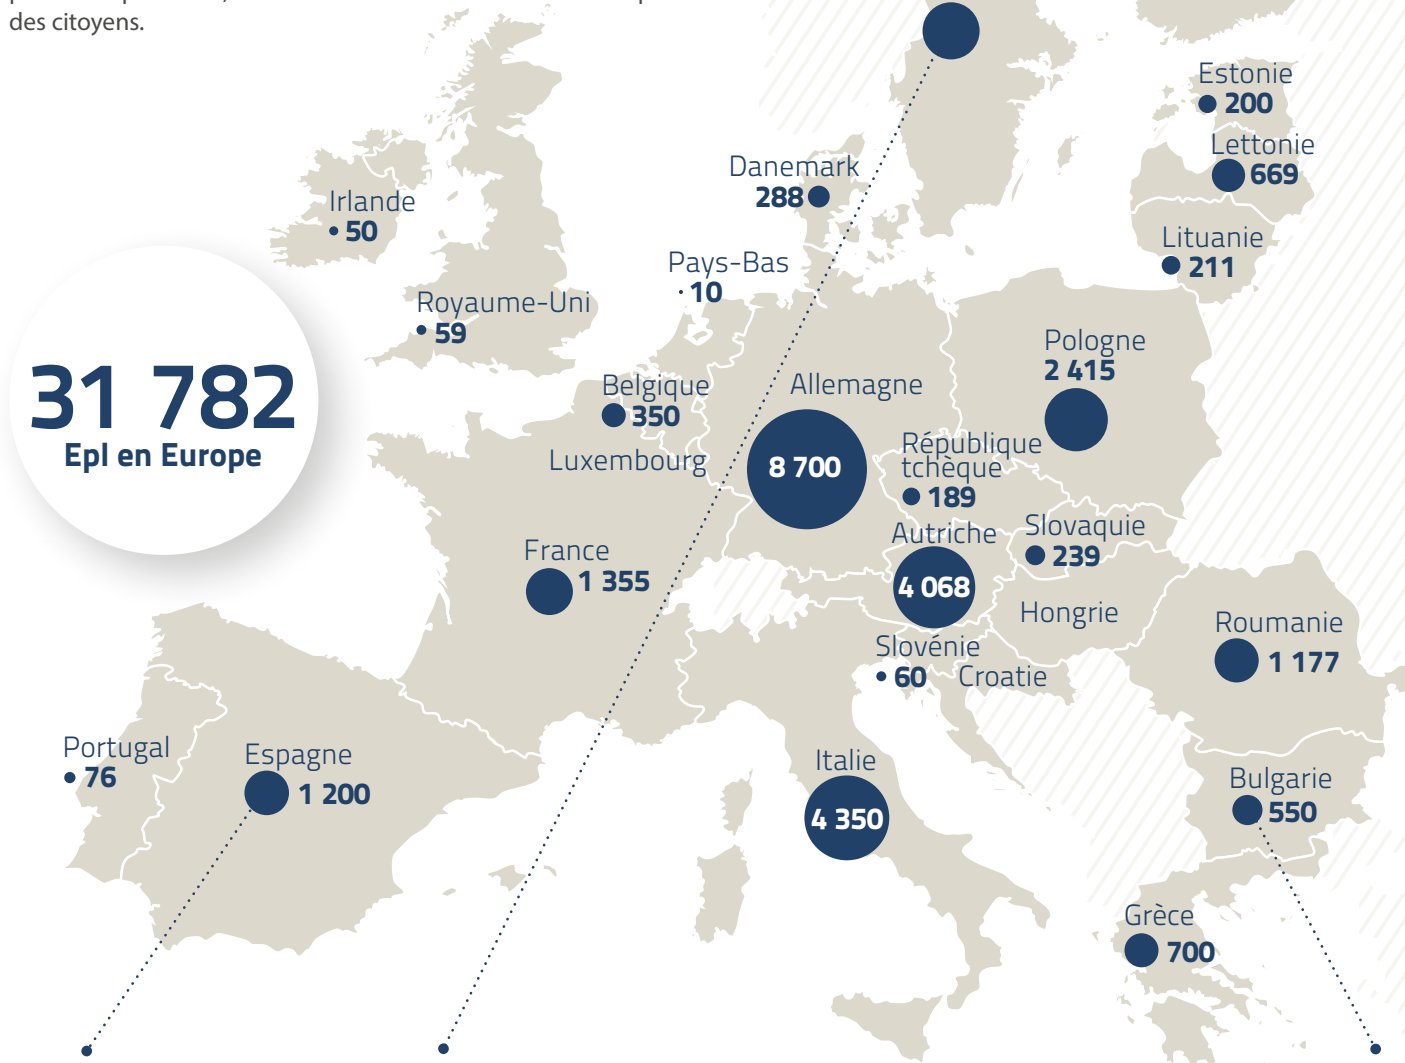 des citoyens.
Estonie
200
Lettonie
669
Danemark
288
Irlande
50
Lituanie
211
Pays-Bas
10
Royaume-Uni
59
31 782
Epl en Europe
Pologne
2 415
Belgique
350
Allemagne
8 700
Luxembourg
République
tchèque
189
Autriche
4 068
Slovaquie
239
France
1 355
Hongrie
Roumanie
1 177
Slovénie
60
Croatie
Portugal
76
Espagne
1 200
Italie
4 350
Bulgarie
550
Grèce
700